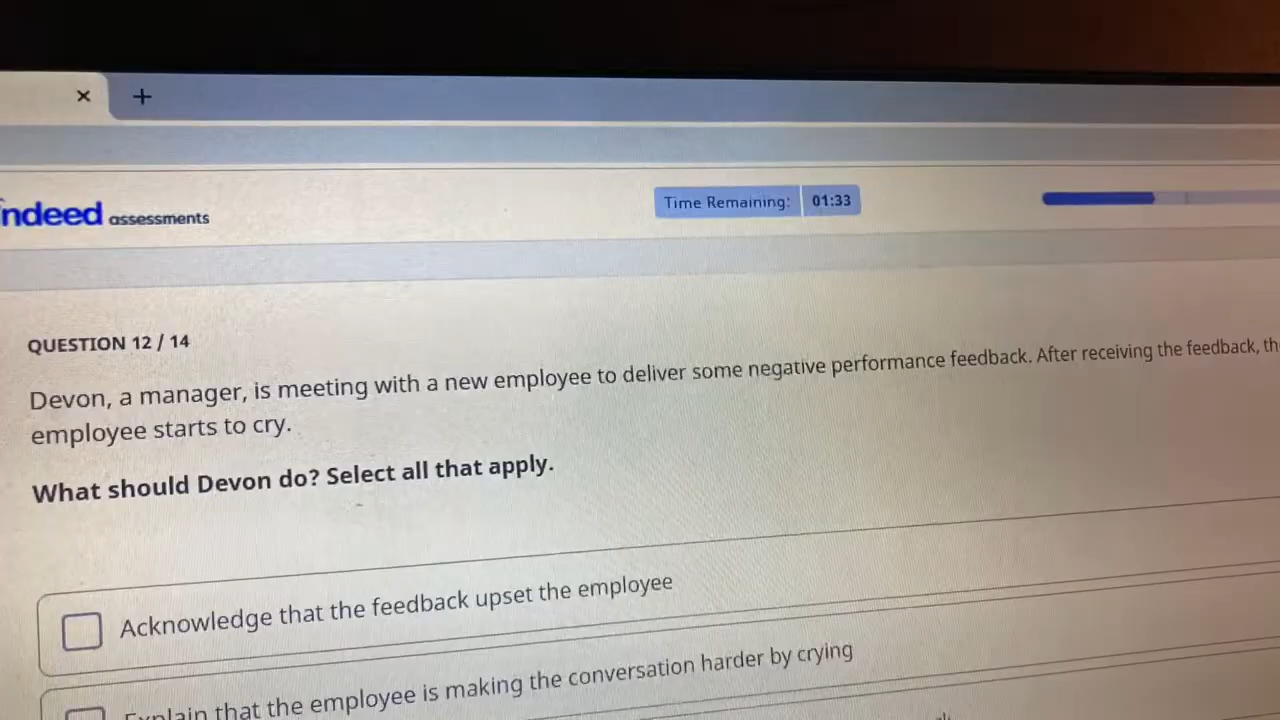 indeed assessments
Time Remaining: 01:33
QUESTION 12 / 14
Devon, a manager, is meeting with a new employee to deliver some negative performance feedback. After receiving the feedback, th
employee starts to cry.
What should Devon do? Select all that apply.
Acknowledge that the feedback upset the employee
Explain that the employee is making the conversation harder by crying